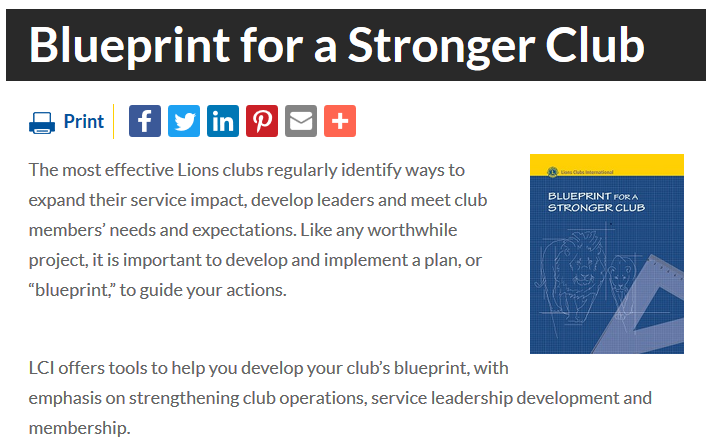 Blueprint for a Stronger Club
Print
The most effective Lions clubs regularly identify ways to
expand their service impact, develop leaders and meet club
members’ needs and expectations. Like any worthwhile
project, it is important to develop and implement a plan, or
“blueprint,” to guide your actions.
Lions Clubs International
BLUEPRINT FOR A
STRONGER CLUB
LCI offers tools to help you develop your club’s blueprint, with
emphasis on strengthening club operations, service leadership development and
membership.